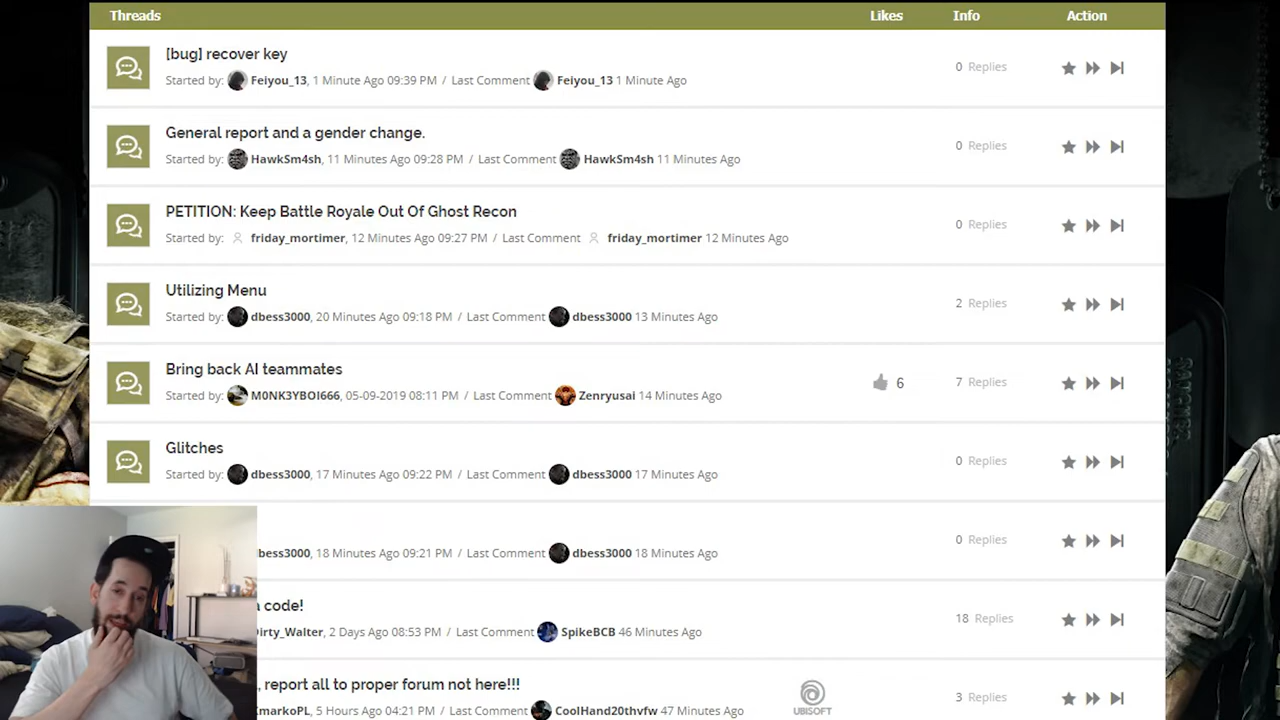 Threads Likes Info Action
[bug] recover key
Started by: Feiyou_13, 1 Minute Ago 09:39 PM / Last Comment Feiyou_13 1 Minute Ago
0 Replies
General report and a gender change.
Started by: HawkSm4sh, 11 Minutes Ago 09:28 PM / Last Comment HawkSm4sh 11 Minutes Ago
0 Replies
PETITION: Keep Battle Royale Out Of Ghost Recon
Started by: friday_mortimer, 12 Minutes Ago 09:27 PM / Last Comment friday_mortimer 12 Minutes Ago
0 Replies
Utilizing Menu
Started by: dbess3000, 20 Minutes Ago 09:18 PM / Last Comment dbess3000 13 Minutes Ago
2 Replies
Bring back AI teammates
Started by: M0NK3YBOI666, 05-09-2019 08:11 PM / Last Comment Zenryusai 14 Minutes Ago
6
7 Replies
Glitches
Started by: dbess3000, 17 Minutes Ago 09:22 PM / Last Comment dbess3000 17 Minutes Ago
0 Replies
dbess3000, 18 Minutes Ago 09:21 PM / Last Comment dbess3000 18 Minutes Ago
0 Replies
a code!
Dirty_Walter, 2 Days Ago 08:53 PM / Last Comment SpikeBCB 46 Minutes Ago
18 Replies
, report all to proper forum not here!!!
XmarkoFL, 5 Hours Ago 04:21 PM / Last Comment CoolHand20thvfw 47 Minutes Ago
3 Replies
UBISOFT